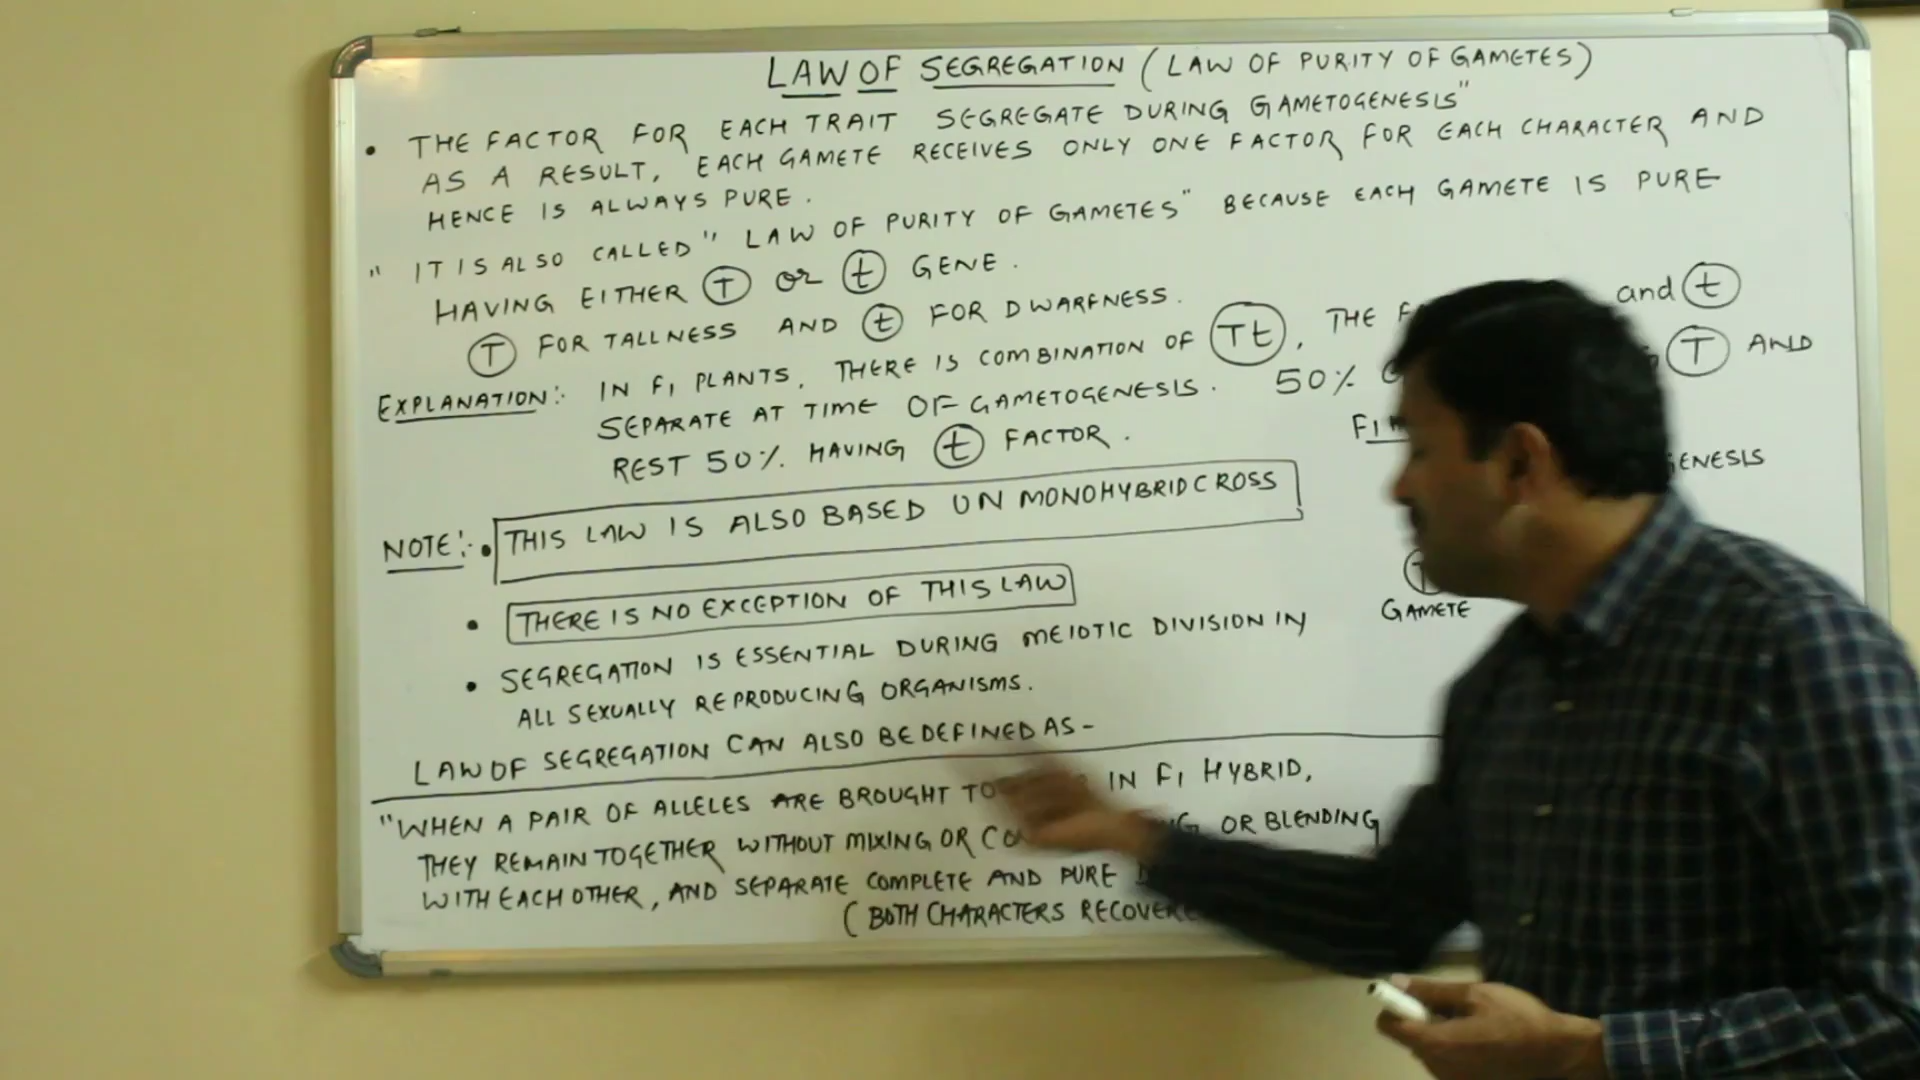 LAW OF SEGREGATION (LAW OF PURITY OF GAMETES)
• THE FACTOR FOR EACH TRAIT SEGREGATE DURING GAMETOGENESIS"
AS A RESULT, EACH GAMETE RECEIVES ONLY ONE FACTOR FOR EACH CHARACTER AND
HENCE IS ALWAYS PURE.
" IT IS ALSO CALLED " LAW OF PURITY OF GAMETES" BECAUSE EACH GAMETE IS PURE
HAVING EITHER T or t GENE.
T FOR TALLNESS AND t FOR DWARFNESS.
EXPLANATION:- IN F1 PLANTS, THERE IS COMBINATION OF Tt, THE and t
SEPARATE AT TIME OF GAMETOGENESIS. 50% T AND
REST 50% HAVING t FACTOR.
F1
GENESIS
NOTE:- • THIS LAW IS ALSO BASED ON MONOHYBRID CROSS
• THERE IS NO EXCEPTION OF THIS LAW
GAMETE
• SEGREGATION IS ESSENTIAL DURING MEIOTIC DIVISION IN
ALL SEXUALLY REPRODUCING ORGANISMS.
LAW OF SEGREGATION CAN ALSO BE DEFINED AS-
"WHEN A PAIR OF ALLELES ARE BROUGHT IN F1 HYBRID,
THEY REMAIN TOGETHER WITHOUT MIXING OR OR BLENDING
WITH EACH OTHER, AND SEPARATE COMPLETE AND PURE
( BOTH CHARACTERS